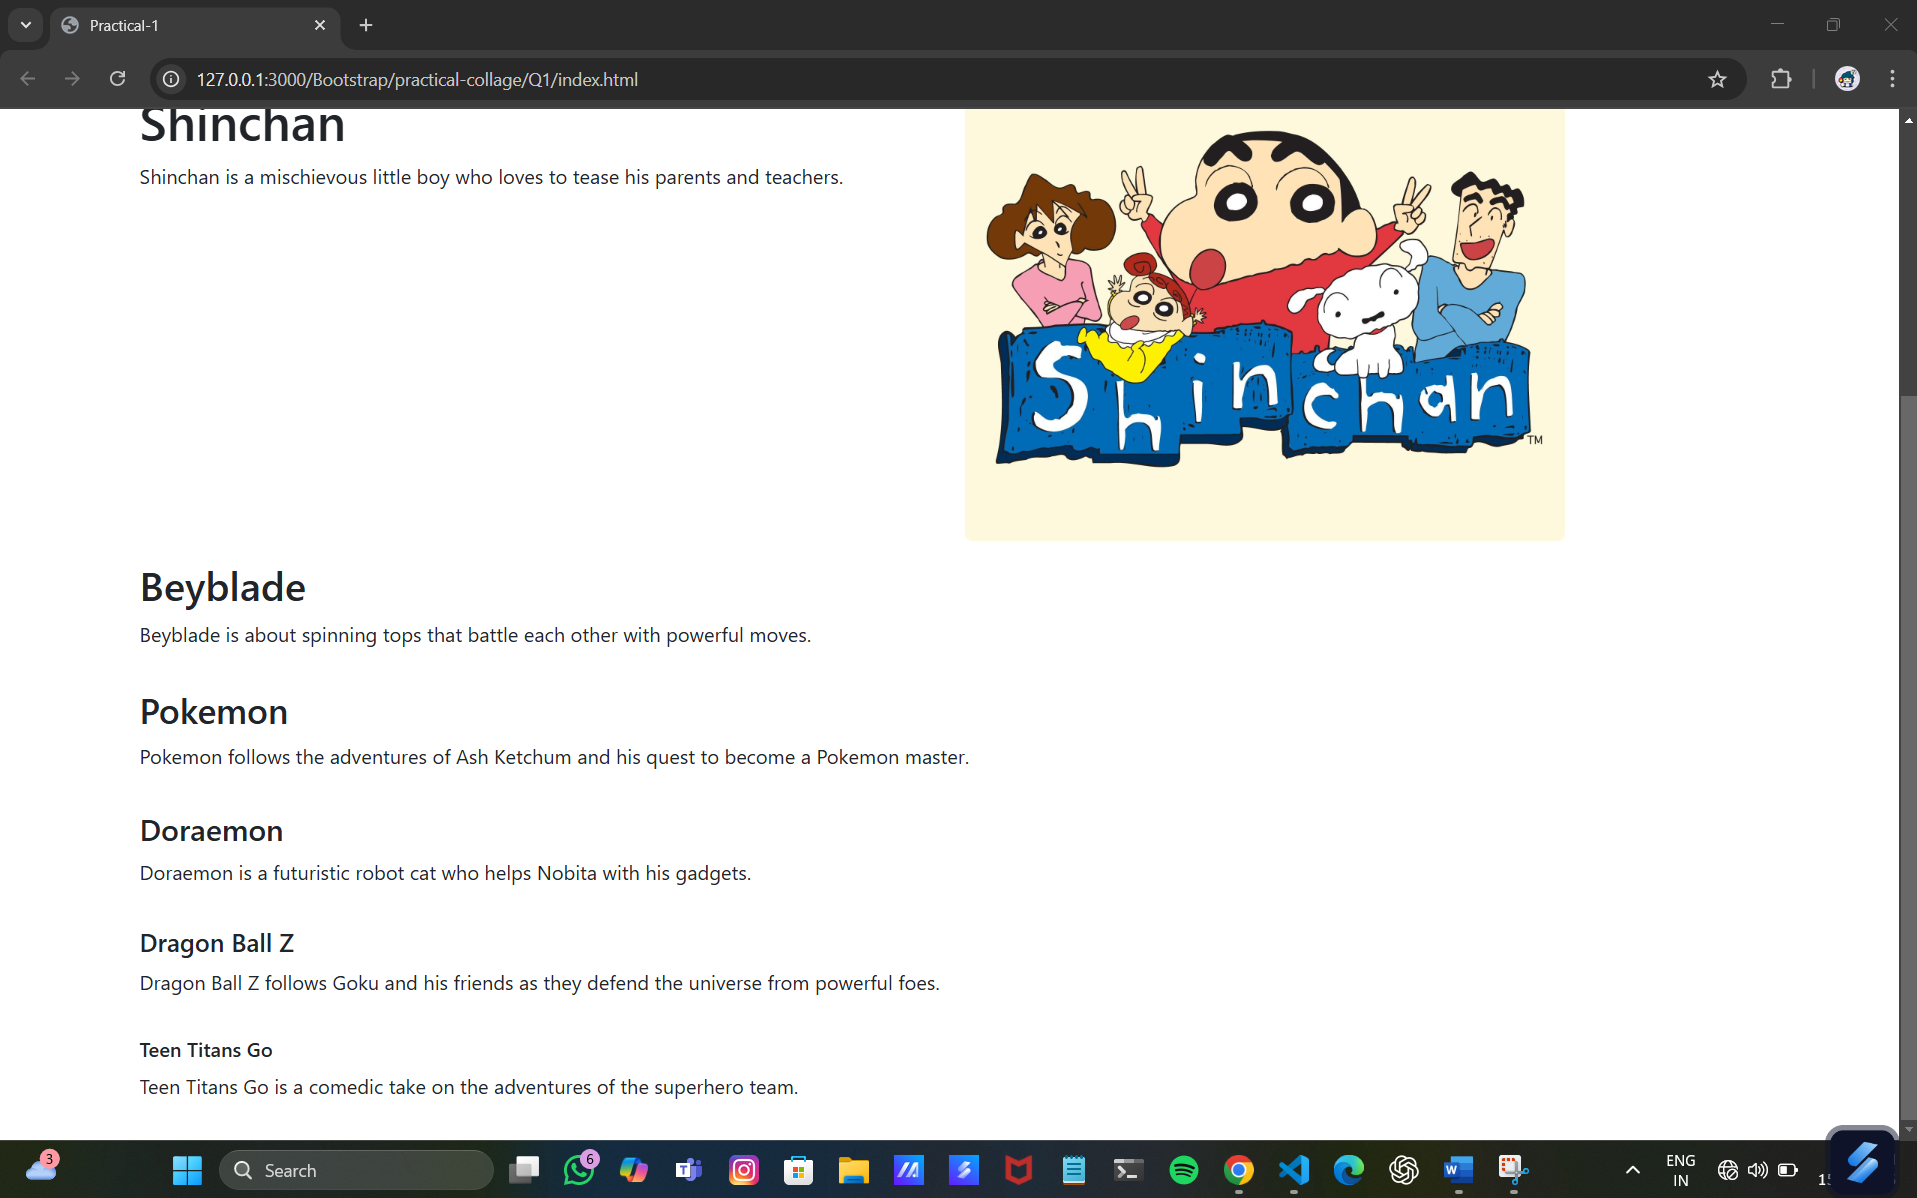 Practical-1
127.0.0.1:3000/Bootstrap/practical-collage/Q1/index.html
Shinchan
Shinchan is a mischievous little boy who loves to tease his parents and teachers.
Shinchan
TM
Beyblade
Beyblade is about spinning tops that battle each other with powerful moves.
Pokemon
Pokemon follows the adventures of Ash Ketchum and his quest to become a Pokemon master.
Doraemon
Doraemon is a futuristic robot cat who helps Nobita with his gadgets.
Dragon Ball Z
Dragon Ball Z follows Goku and his friends as they defend the universe from powerful foes.
Teen Titans Go
Teen Titans Go is a comedic take on the adventures of the superhero team.
3
Search
6
ENG
IN